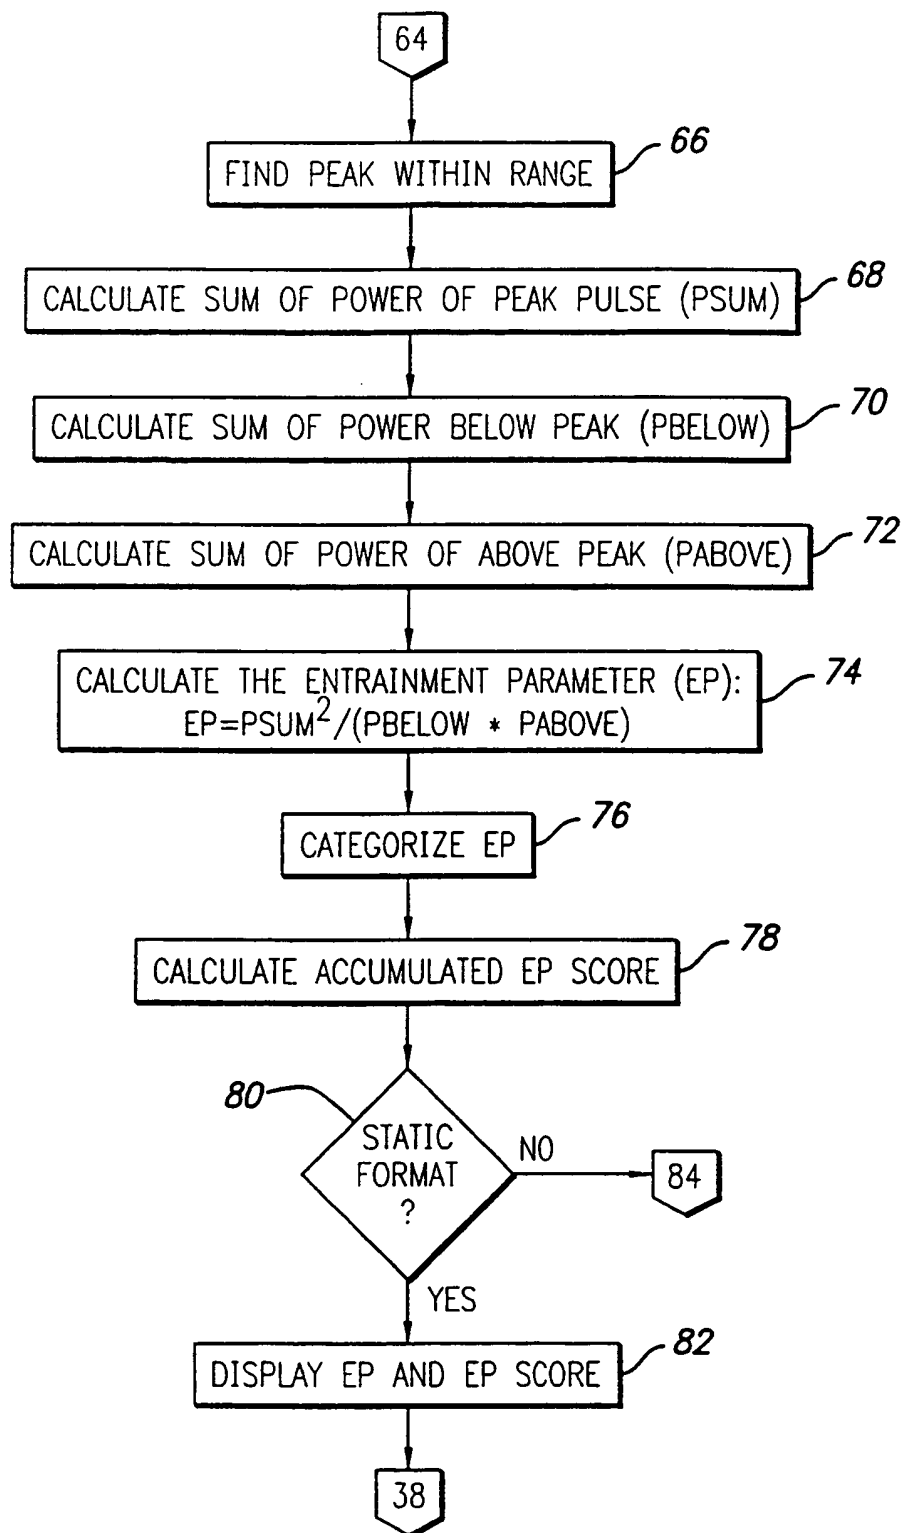 64
66
FIND PEAK WITHIN RANGE
68
CALCULATE SUM OF POWER OF PEAK PULSE (PSUM)
70
CALCULATE SUM OF POWER BELOW PEAK (PBELOW)
72
CALCULATE SUM OF POWER OF ABOVE PEAK (PABOVE)
74
CALCULATE THE ENTRAINMENT PARAMETER (EP):
EP=PSUM²/(PBELOW * PABOVE)
76
CATEGORIZE EP
78
CALCULATE ACCUMULATED EP SCORE
80
STATIC
FORMAT
?
NO
84
YES
82
DISPLAY EP AND EP SCORE
38